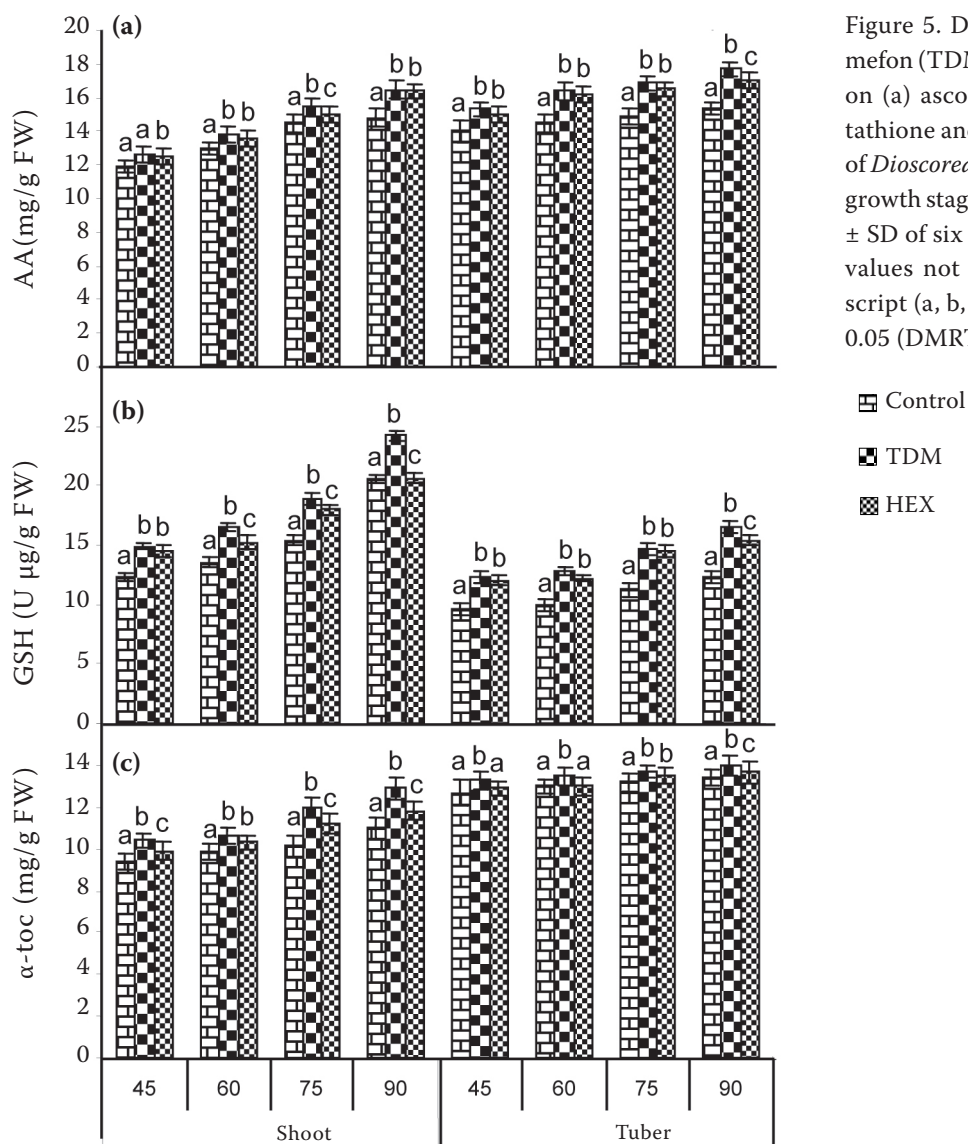 (a)
20
18
16
14
12
10
8
6
4
2
0
AA(mg/g FW)
a a b a b b a b c a b b a b b a b b a b b a b c
(b)
25
20
15
10
5
0
GSH (U µg/g FW)
a b b a b c a b c a b c a b b a b b a b b a b c
(c)
14
12
10
8
6
4
2
0
α-toc (mg/g FW)
a b c a b b a b c a b c a b a a b a a b b a b c
45 60 75 90 45 60 75 90
Shoot Tuber
Figure 5. D
mefon (TDM
on (a) asco
tathione and
of Dioscorea
growth stag
± SD of six
values not
script (a, b,
0.05 (DMRT
Control
TDM
HEX